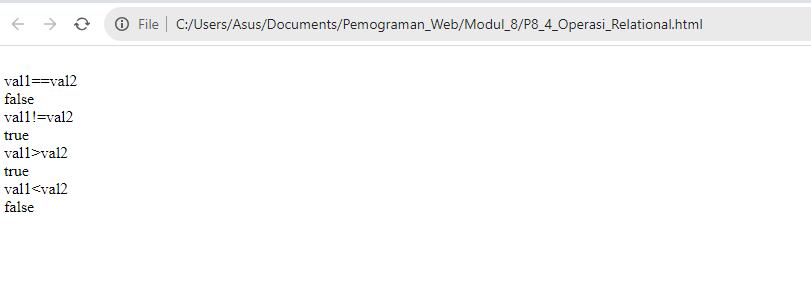 File C:/Users/Asus/Documents/Pemograman_Web/Modul_8/P8_4_Operasi_Relational.html
val1==val2
false
val1!=val2
true
val1>val2
true
val1<val2
false